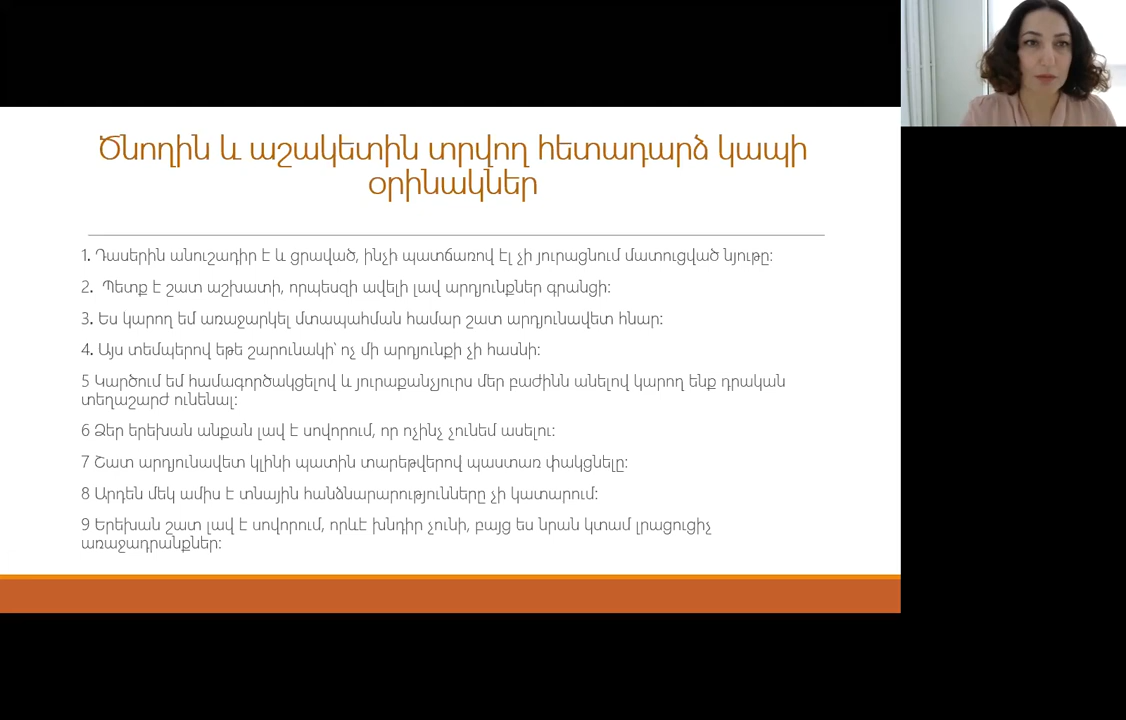 Ծնողին և աշակետին տրվող հետադարձ կապի
օրինակներ
1. Դասերին անուշադիր է և ցրաված, ինչի պատճառով էլ չի յուրացնում մատուցված նյութը:
2. Պետք է շատ աշխատի, որպեսզի ավելի լավ արդյունքներ գրանցի:
3. Ես կարող եմ առաջարկել մտապահման համար շատ արդյունավետ հնար:
4. Այս տեմպերով եթե շարունակի՝ ոչ մի արդյունքի չի հասնի:
5 Կարծում եմ համագործակցելով և յուրաքանչյուրս մեր բաժինն անելով կարող ենք դրական
տեղաշարժ ունենալ:
6 Ձեր երեխան անքան լավ է սովորում, որ ոչինչ չունեմ ասելու:
7 Շատ արդյունավետ կլինի պատին տարեթվերով պաստառ փակցնելը:
8 Արդեն մեկ ամիս է տնային հանձնարարությունները չի կատարում:
9 Երեխան շատ լավ է սովորում, որևէ խնդիր չունի, բայց ես նրան կտամ լրացուցիչ
առաջադրանքներ: